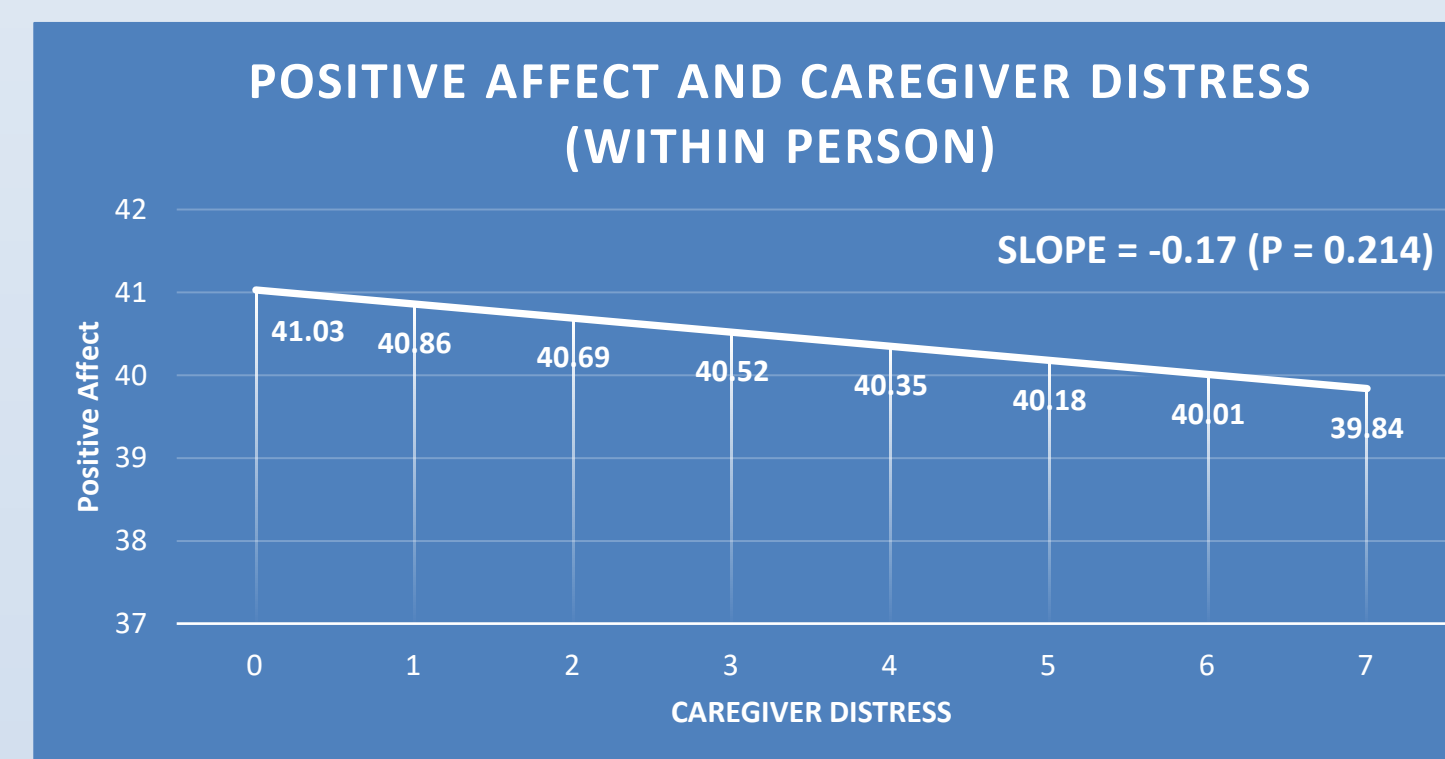 POSITIVE AFFECT AND CAREGIVER DISTRESS
(WITHIN PERSON)
42
SLOPE = -0.17 (P = 0.214)
41
41.03
40.86
40.69
40.52
40.35
40.18
40.01
39.84
40
39
38
37
Positive Affect
0 1 2 3 4 5 6 7
CAREGIVER DISTRESS